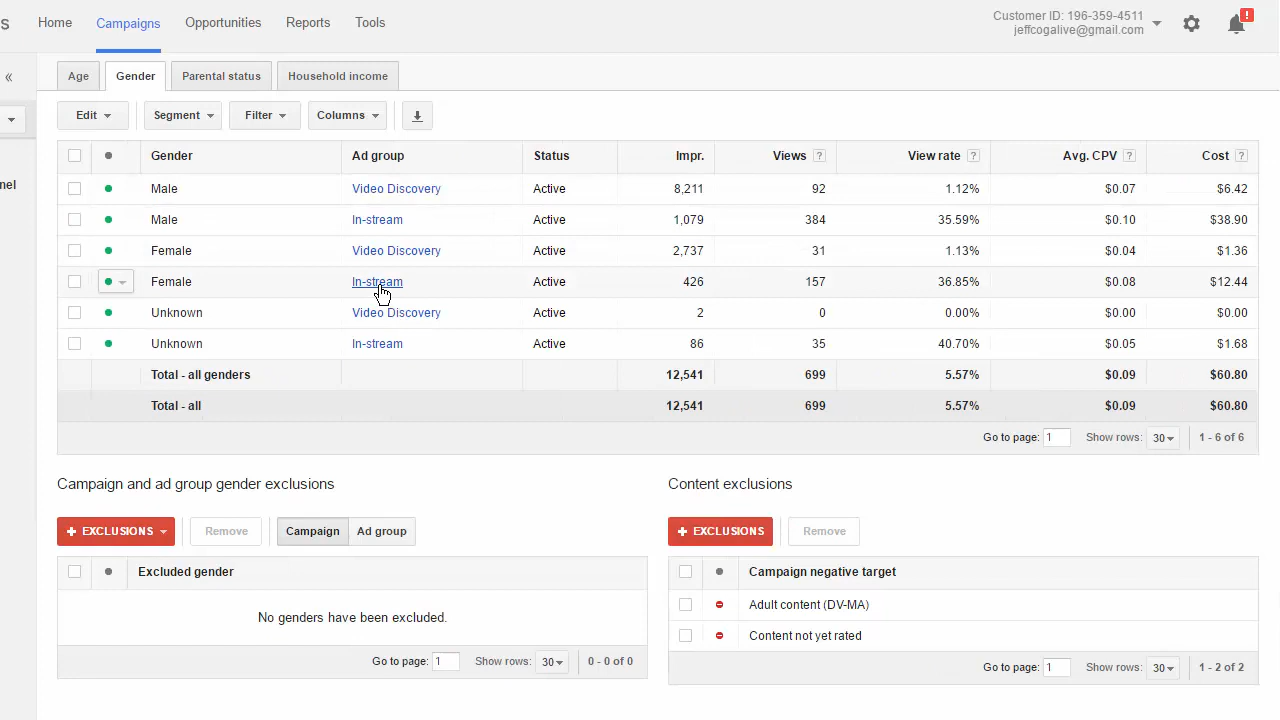 s Home Campaigns Opportunities Reports Tools Customer ID: 196-359-4511
jeffcogalive@gmail.com
!
«
nel
Age Gender Parental status Household income
Edit Segment Filter Columns
Gender Ad group Status Impr. Views ? View rate ? Avg. CPV ? Cost ?
Male Video Discovery Active 8,211 92 1.12% $0.07 $6.42
Male In-stream Active 1,079 384 35.59% $0.10 $38.90
Female Video Discovery Active 2,737 31 1.13% $0.04 $1.36
Female In-stream Active 426 157 36.85% $0.08 $12.44
Unknown Video Discovery Active 2 0 0.00% $0.00 $0.00
Unknown In-stream Active 86 35 40.70% $0.05 $1.68
Total - all genders 12,541 699 5.57% $0.09 $60.80
Total - all 12,541 699 5.57% $0.09 $60.80
Go to page: 1 Show rows: 30 1 - 6 of 6
Campaign and ad group gender exclusions
+ EXCLUSIONS Remove Campaign Ad group
Excluded gender
No genders have been excluded.
Go to page: 1 Show rows: 30 0 - 0 of 0
Content exclusions
+ EXCLUSIONS Remove
Campaign negative target
Adult content (DV-MA)
Content not yet rated
Go to page: 1 Show rows: 30 1 - 2 of 2